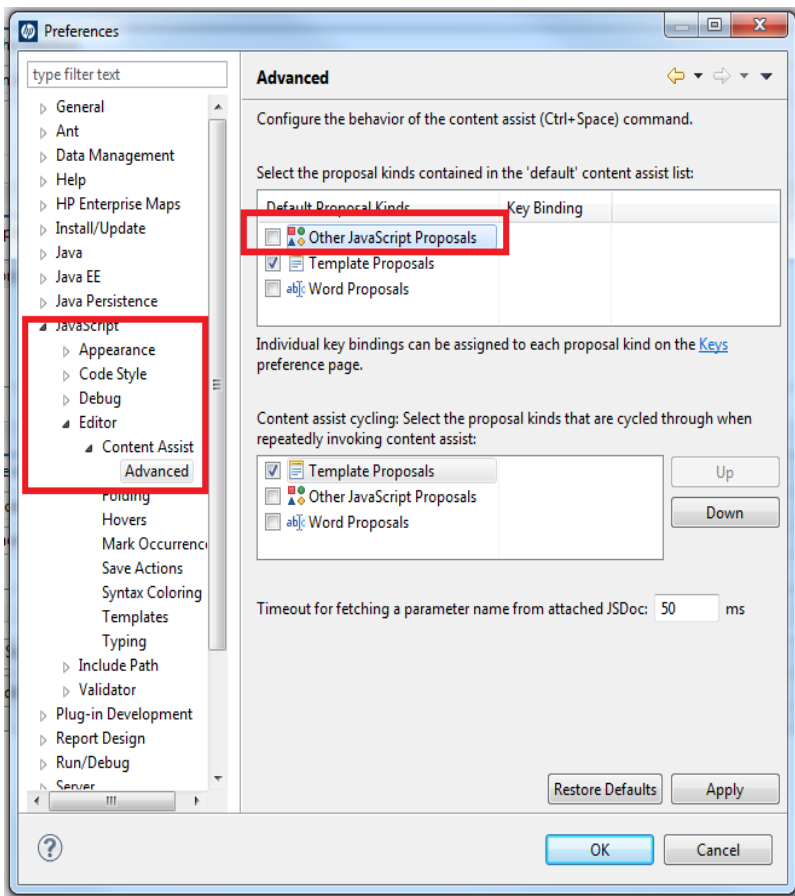 Preferences
type filter text
General
Ant
Data Management
Help
HP Enterprise Maps
Install/Update
Java
Java EE
Java Persistence
JavaScript
Appearance
Code Style
Debug
Editor
Content Assist
Advanced
Folding
Hovers
Mark Occurrenc
Save Actions
Syntax Coloring
Templates
Typing
Include Path
Validator
Plug-in Development
Report Design
Run/Debug
Server
Advanced
Configure the behavior of the content assist (Ctrl+Space) command.
Select the proposal kinds contained in the 'default' content assist list:
Default Proposal Kinds Key Binding
Other JavaScript Proposals
Template Proposals
Word Proposals
Individual key bindings can be assigned to each proposal kind on the Keys
preference page.
Content assist cycling: Select the proposal kinds that are cycled through when
repeatedly invoking content assist:
Template Proposals
Other JavaScript Proposals
Word Proposals
Up
Down
Timeout for fetching a parameter name from attached JSDoc: 50 ms
Restore Defaults Apply
OK Cancel